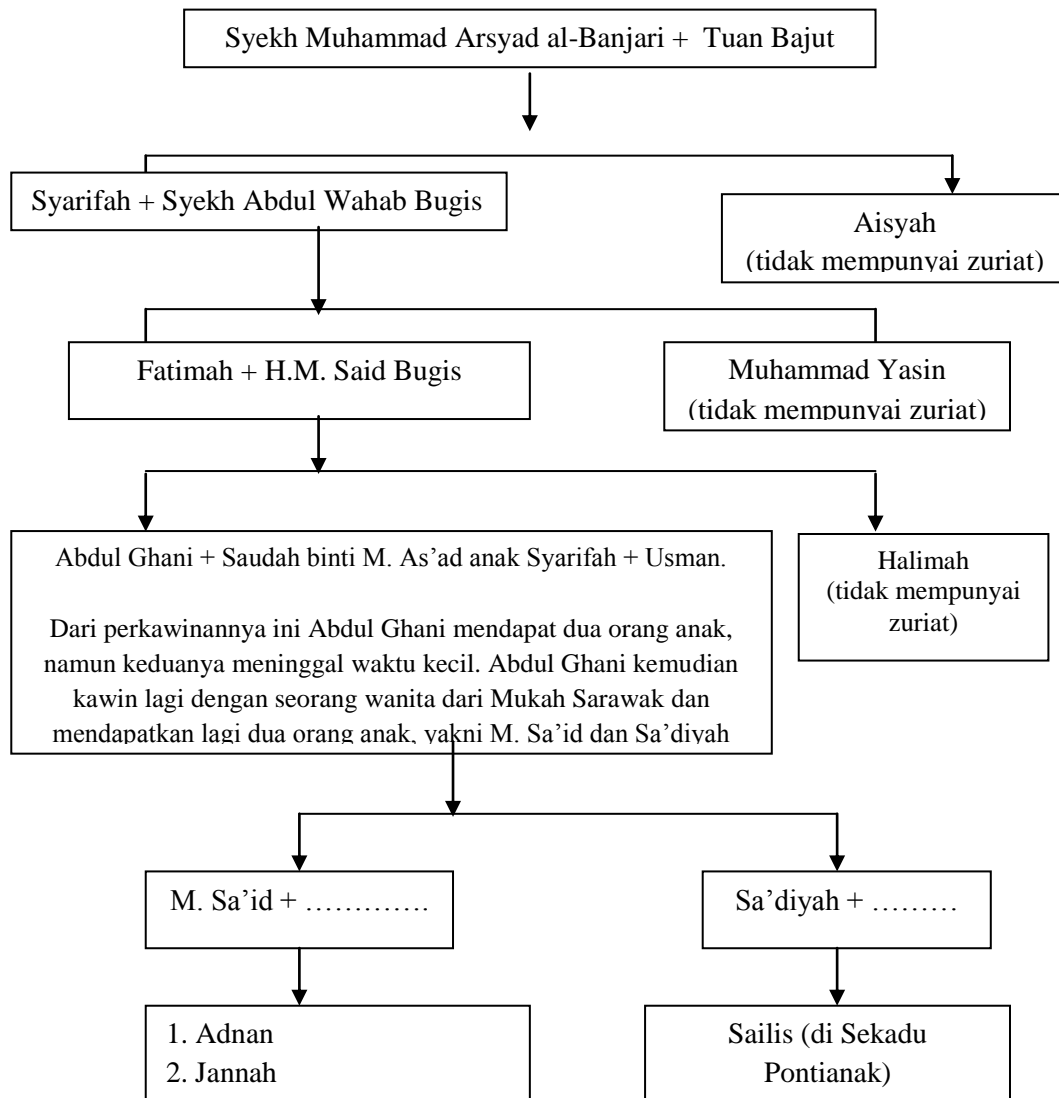 Syekh Muhammad Arsyad al-Banjari + Tuan Bajut
Syarifah + Syekh Abdul Wahab Bugis
Aisyah
(tidak mempunyai zuriat)
Fatimah + H.M. Said Bugis
Muhammad Yasin
(tidak mempunyai zuriat)
Abdul Ghani + Saudah binti M. As’ad anak Syarifah + Usman.
Dari perkawinannya ini Abdul Ghani mendapat dua orang anak,
namun keduanya meninggal waktu kecil. Abdul Ghani kemudian
kawin lagi dengan seorang wanita dari Mukah Sarawak dan
mendapatkan lagi dua orang anak, yakni M. Sa’id dan Sa’diyah
Halimah
(tidak mempunyai
zuriat)
M. Sa’id + ………….
Sa’diyah + ………
1. Adnan
2. Jannah
Sailis (di Sekadu
Pontianak)